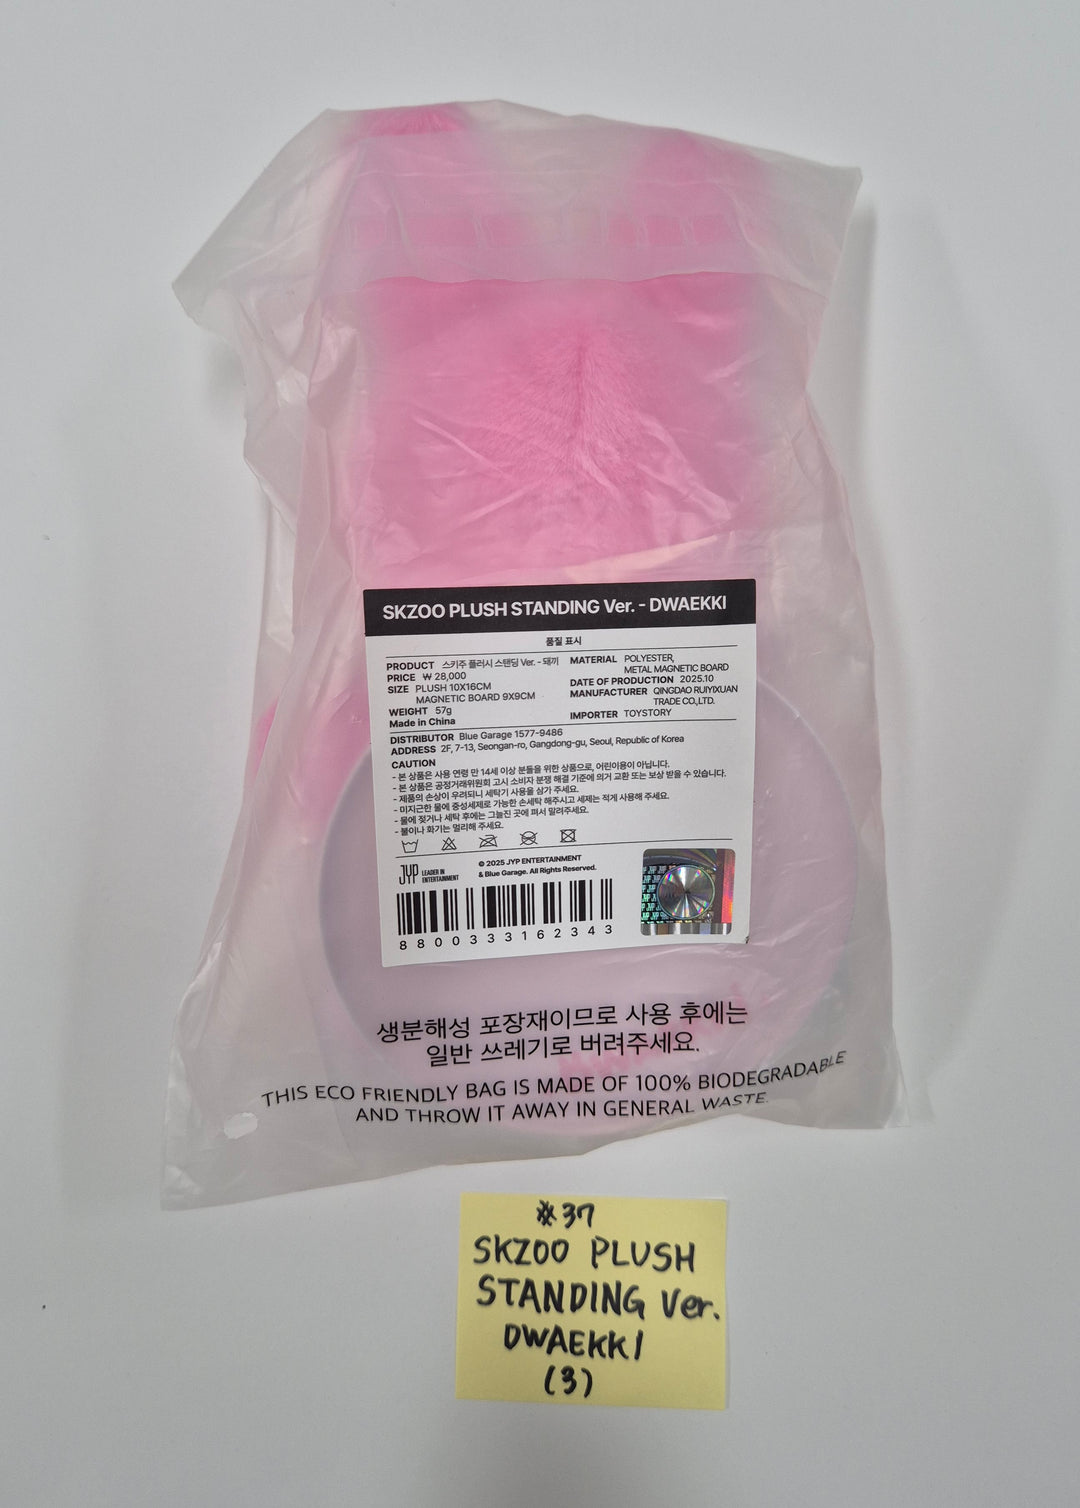 SKZOO PLUSH STANDING Ver. - DWAEKKI
품질 표시
PRODUCT 스키주 플러시 스탠딩 Ver. - 돼끼
PRICE ₩ 28,000
SIZE PLUSH 10X16CM
MAGNETIC BOARD 9X9CM
WEIGHT 57g
Made in China
MATERIAL POLYESTER,
METAL MAGNETIC BOARD
DATE OF PRODUCTION 2025.10
MANUFACTURER QINGDAO RUIYIXUAN
TRADE CO.,LTD.
IMPORTER TOYSTORY
DISTRIBUTOR Blue Garage 1577-9486
ADDRESS 2F, 7-13, Seongan-ro, Gangdong-gu, Seoul, Republic of Korea
CAUTION
- 본 상품은 사용 연령 만 14세 이상 분들을 위한 상품으로, 어린이용이 아닙니다.
- 본 상품은 공정거래위원회 고시 소비자 분쟁 해결 기준에 의거 교환 또는 보상 받을 수 있습니다.
- 제품의 손상이 우려되니 세탁기 사용을 삼가 주세요.
- 미지근한 물에 중성세제로 가능한 손세탁 해주시고 세제는 적게 사용해 주세요.
- 물에 젖거나 세탁 후에는 그늘진 곳에 펴서 말려주세요.
- 불이나 화기는 멀리해 주세요.
JYP LEADER IN
ENTERTAINMENT
© 2025 JYP ENTERTAINMENT
& Blue Garage. All Rights Reserved.
8800333162343
생분해성 포장재이므로 사용 후에는
일반 쓰레기로 버려주세요.
THIS ECO FRIENDLY BAG IS MADE OF 100% BIODEGRADABLE
AND THROW IT AWAY IN GENERAL WASTE.
#37
SKZOO PLUSH
STANDING Ver.
DWAEKKI
(3)